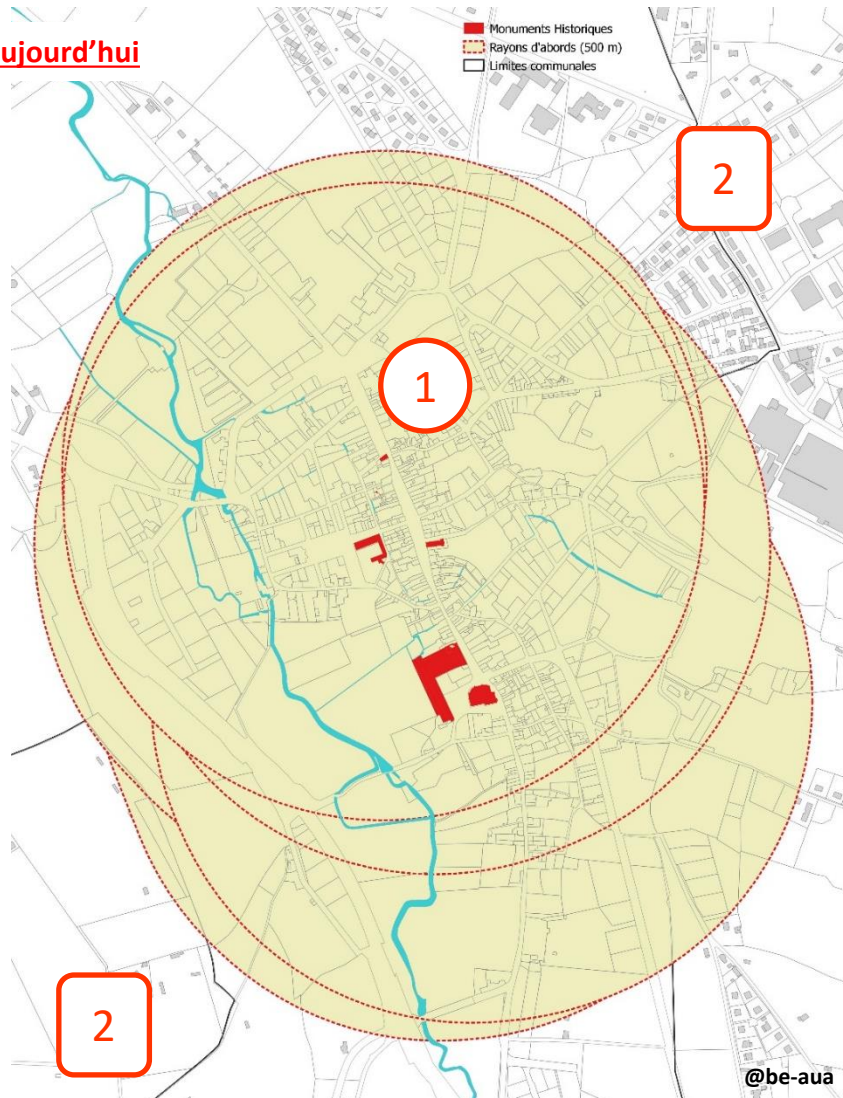 ujourd'hui
Monuments Historiques
Rayons d'abords (500 m)
Limites communales
2
1
2
@be-aua